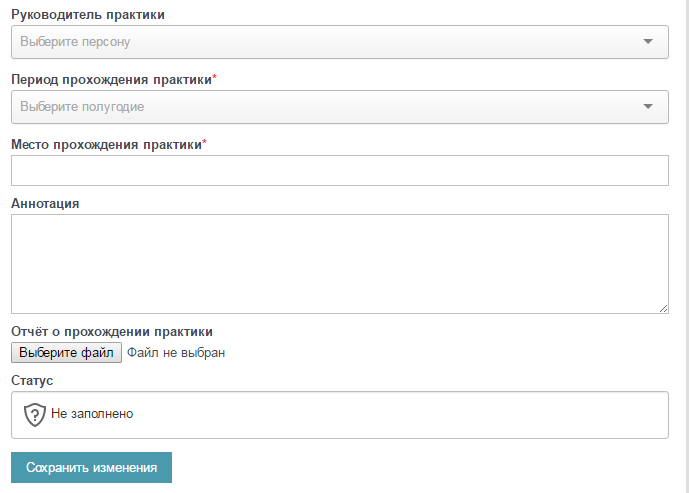 Руководитель практики
Выберите персону
Период прохождения практики*
Выберите полугодие
Место прохождения практики*
Аннотация
Отчёт о прохождении практики
Выберите файл Файл не выбран
Статус
Не заполнено
Сохранить изменения